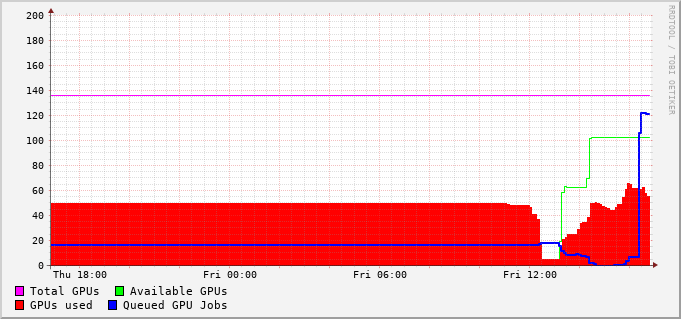 200
180
160
140
120
100
80
60
40
20
0
Thu 18:00 Fri 00:00 Fri 06:00 Fri 12:00
Total GPUs Available GPUs
GPUs used Queued GPU Jobs
RRDTOOL / TOBI OETIKER